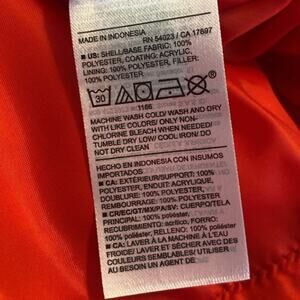 MADE IN INDONESIA
RN 54023 / CA 17897
■ US: SHELL/BASE FABRIC: 100%
POLYESTER, COATING: ACRYLIC,
LINING: 100% POLYESTER, FILLER:
100% POLYESTER
30
1166
MACHINE WASH COLD/ WASH AND DRY
WITH LIKE COLORS/ ONLY NON-
CHLORINE BLEACH WHEN NEEDED/
TUMBLE DRY LOW/ COOL IRON/ DO
NOT DRY CLEAN
HECHO EN INDONESIA CON INSUMOS
IMPORTADOS
■ CA: EXTÉRIEUR/SUPPORT: 100%
POLYESTER, ENDUIT: ACRYLIQUE,
DOUBLURE: 100% POLYESTER,
REMBOURRAGE: 100% POLYESTER
■ CR/EC/GT/MX/PA/SV: CUERPO/TELA
PRINCIPAL: 100% poliéster,
RECUBRIMIENTO: acrílico, FORRO:
100% poliéster, RELLENO: 100% poliéster
■ CA: LAVER À LA MACHINE À L'EAU
FROIDE/ LAVER ET SÉCHER AVEC DES
COULEURS SEMBLABLES/ UTILISER
AU BESOIN UN AGENT DE